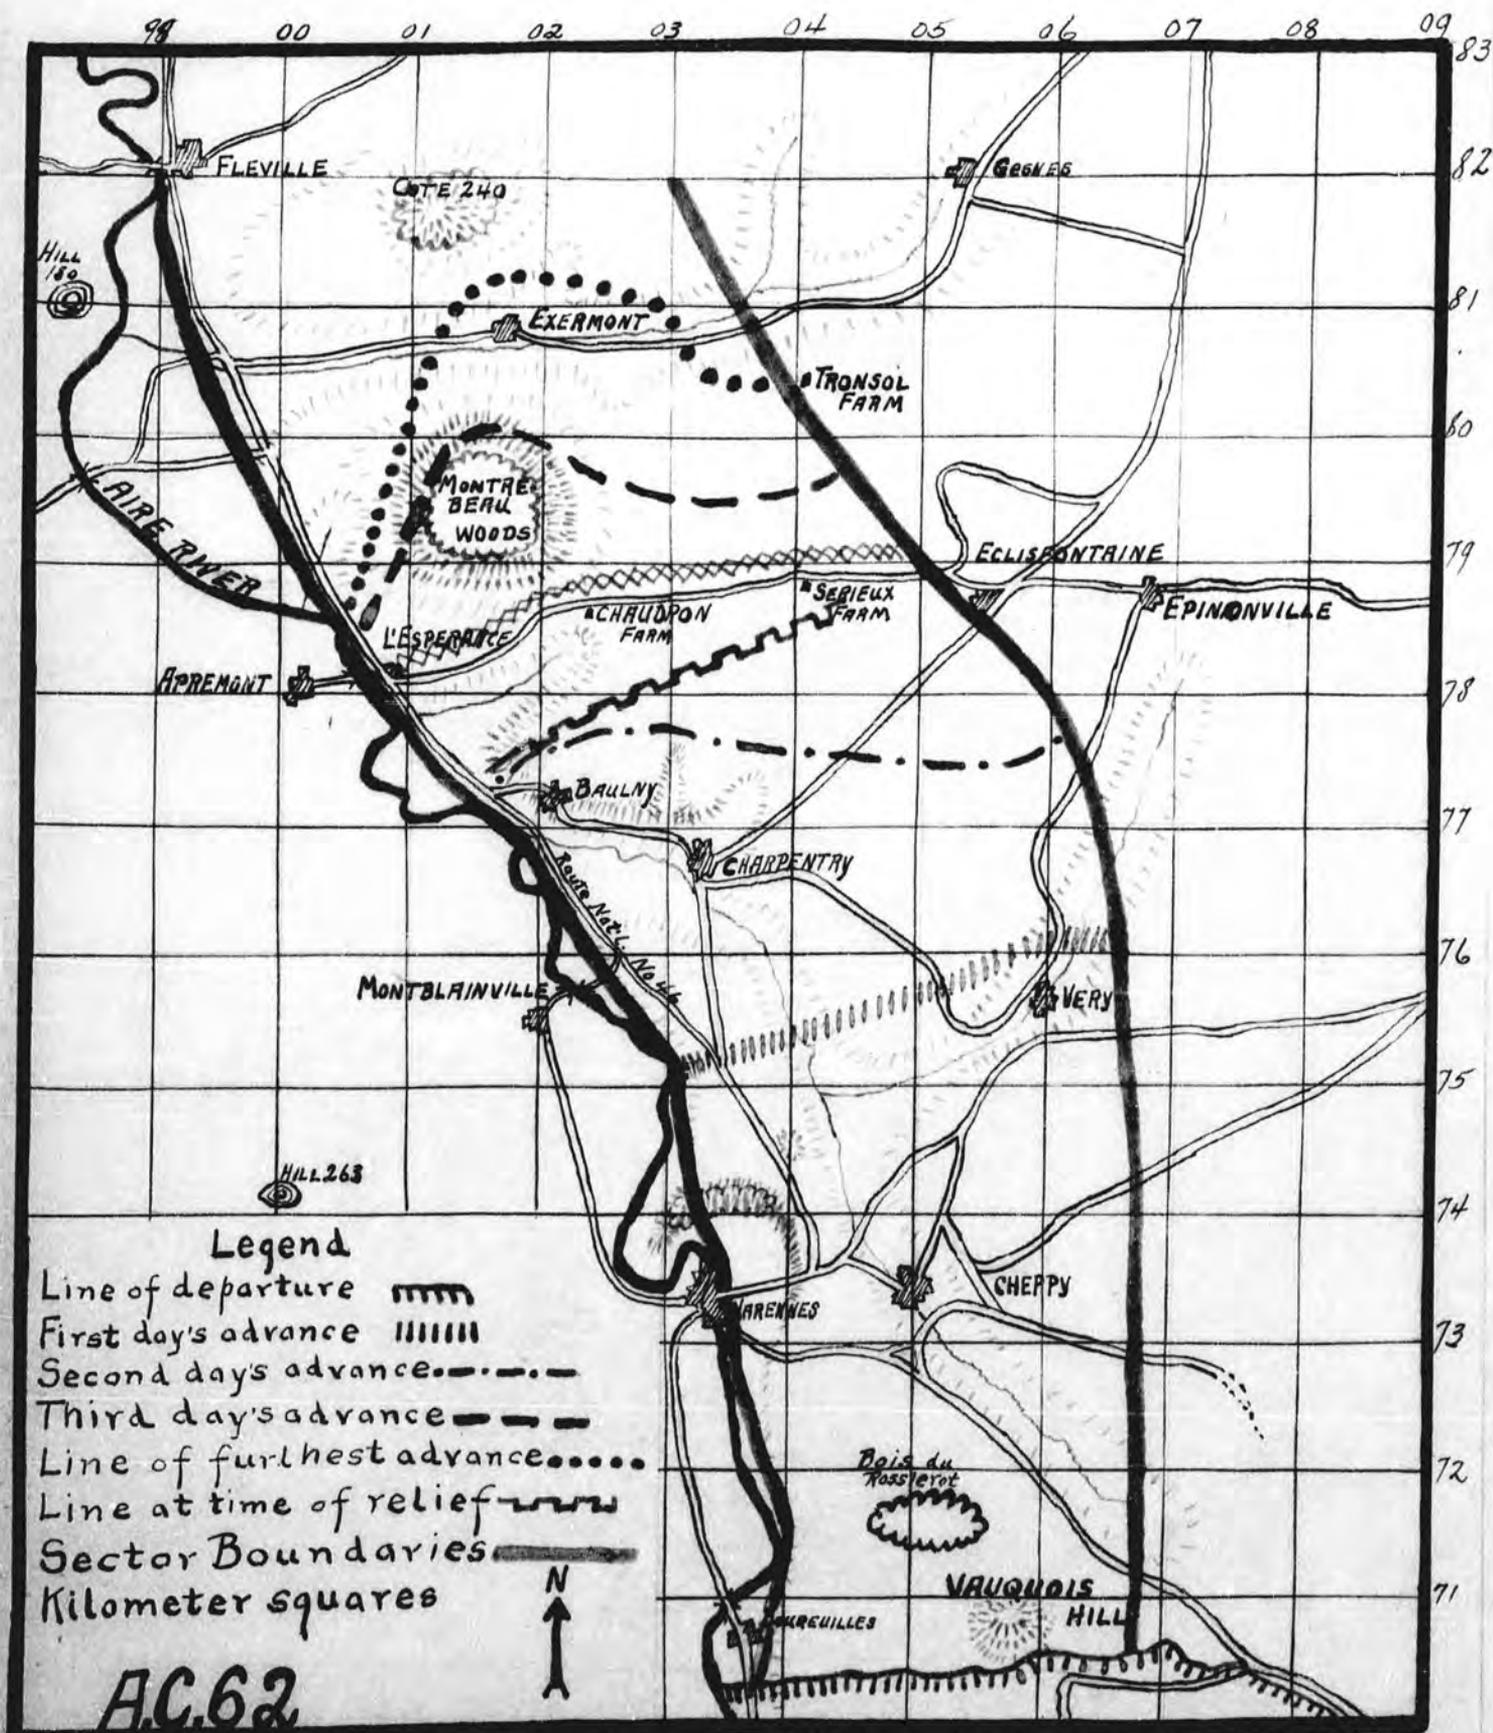 98 00 01 02 03 04 05 06 07 08 09
83
FLEVILLE
COTE 240
GESNES
82
HILL
180
81
EXERMONT
TRONSOL
FARM
80
MONTRE-
BEAU
WOODS
AIRE RIVER
ECLISFONTAINE
79
SERIEUX
FARM
CHAUDRON
FARM
EPINONVILLE
L'ESPERANCE
APREMONT
78
BAULNY
77
CHARPENTRY
Route Nat'l. No 46
76
MONTBLAINVILLE
VERY
75
HILL 263
74
Legend
Line of departure
First day's advance
Second day's advance
Third day's advance
Line of furthest advance
Line at time of relief
Sector Boundaries
Kilometer squares
N
A.C.62
CHEPPY
VARENNES
73
Bois du
Rossierot
72
VAUQUOIS
HILL
71